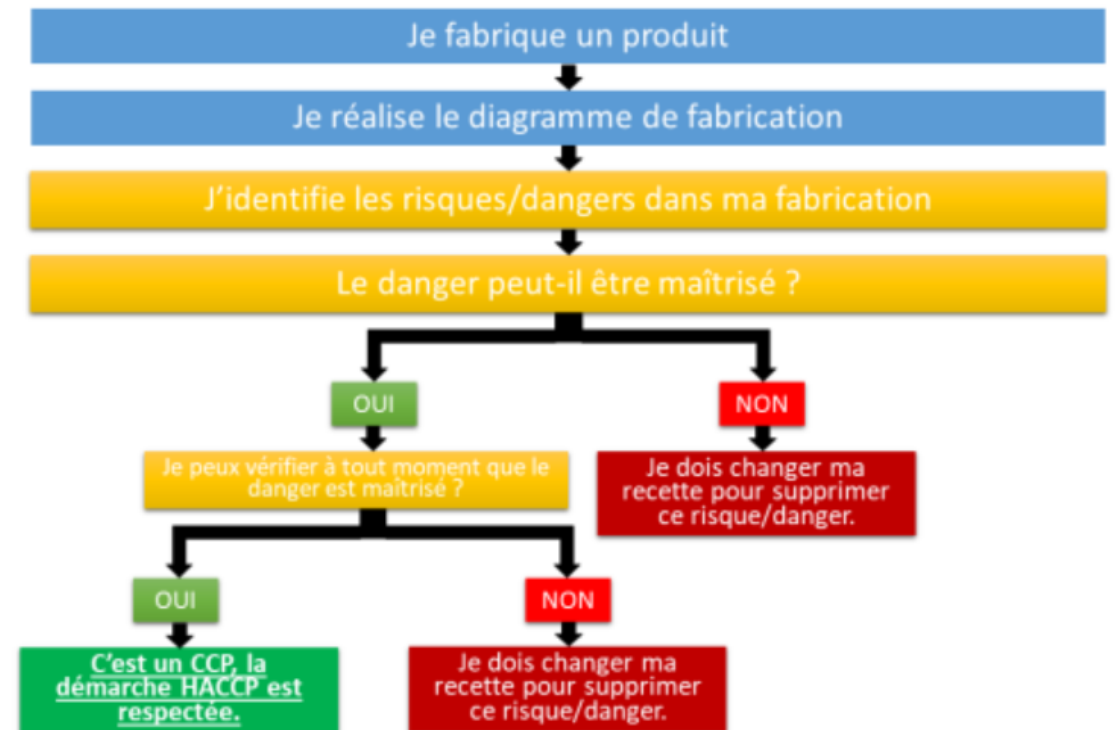 Je fabrique un produit
Je réalise le diagramme de fabrication
J'identifie les risques/dangers dans ma fabrication
Le danger peut-il être maîtrisé ?
OUI
NON
Je peux vérifier à tout moment que le
danger est maîtrisé ?
Je dois changer ma
recette pour supprimer
ce risque/danger.
OUI
NON
C'est un CCP, la
démarche HACCP est
respectée.
Je dois changer ma
recette pour supprimer
ce risque/danger.